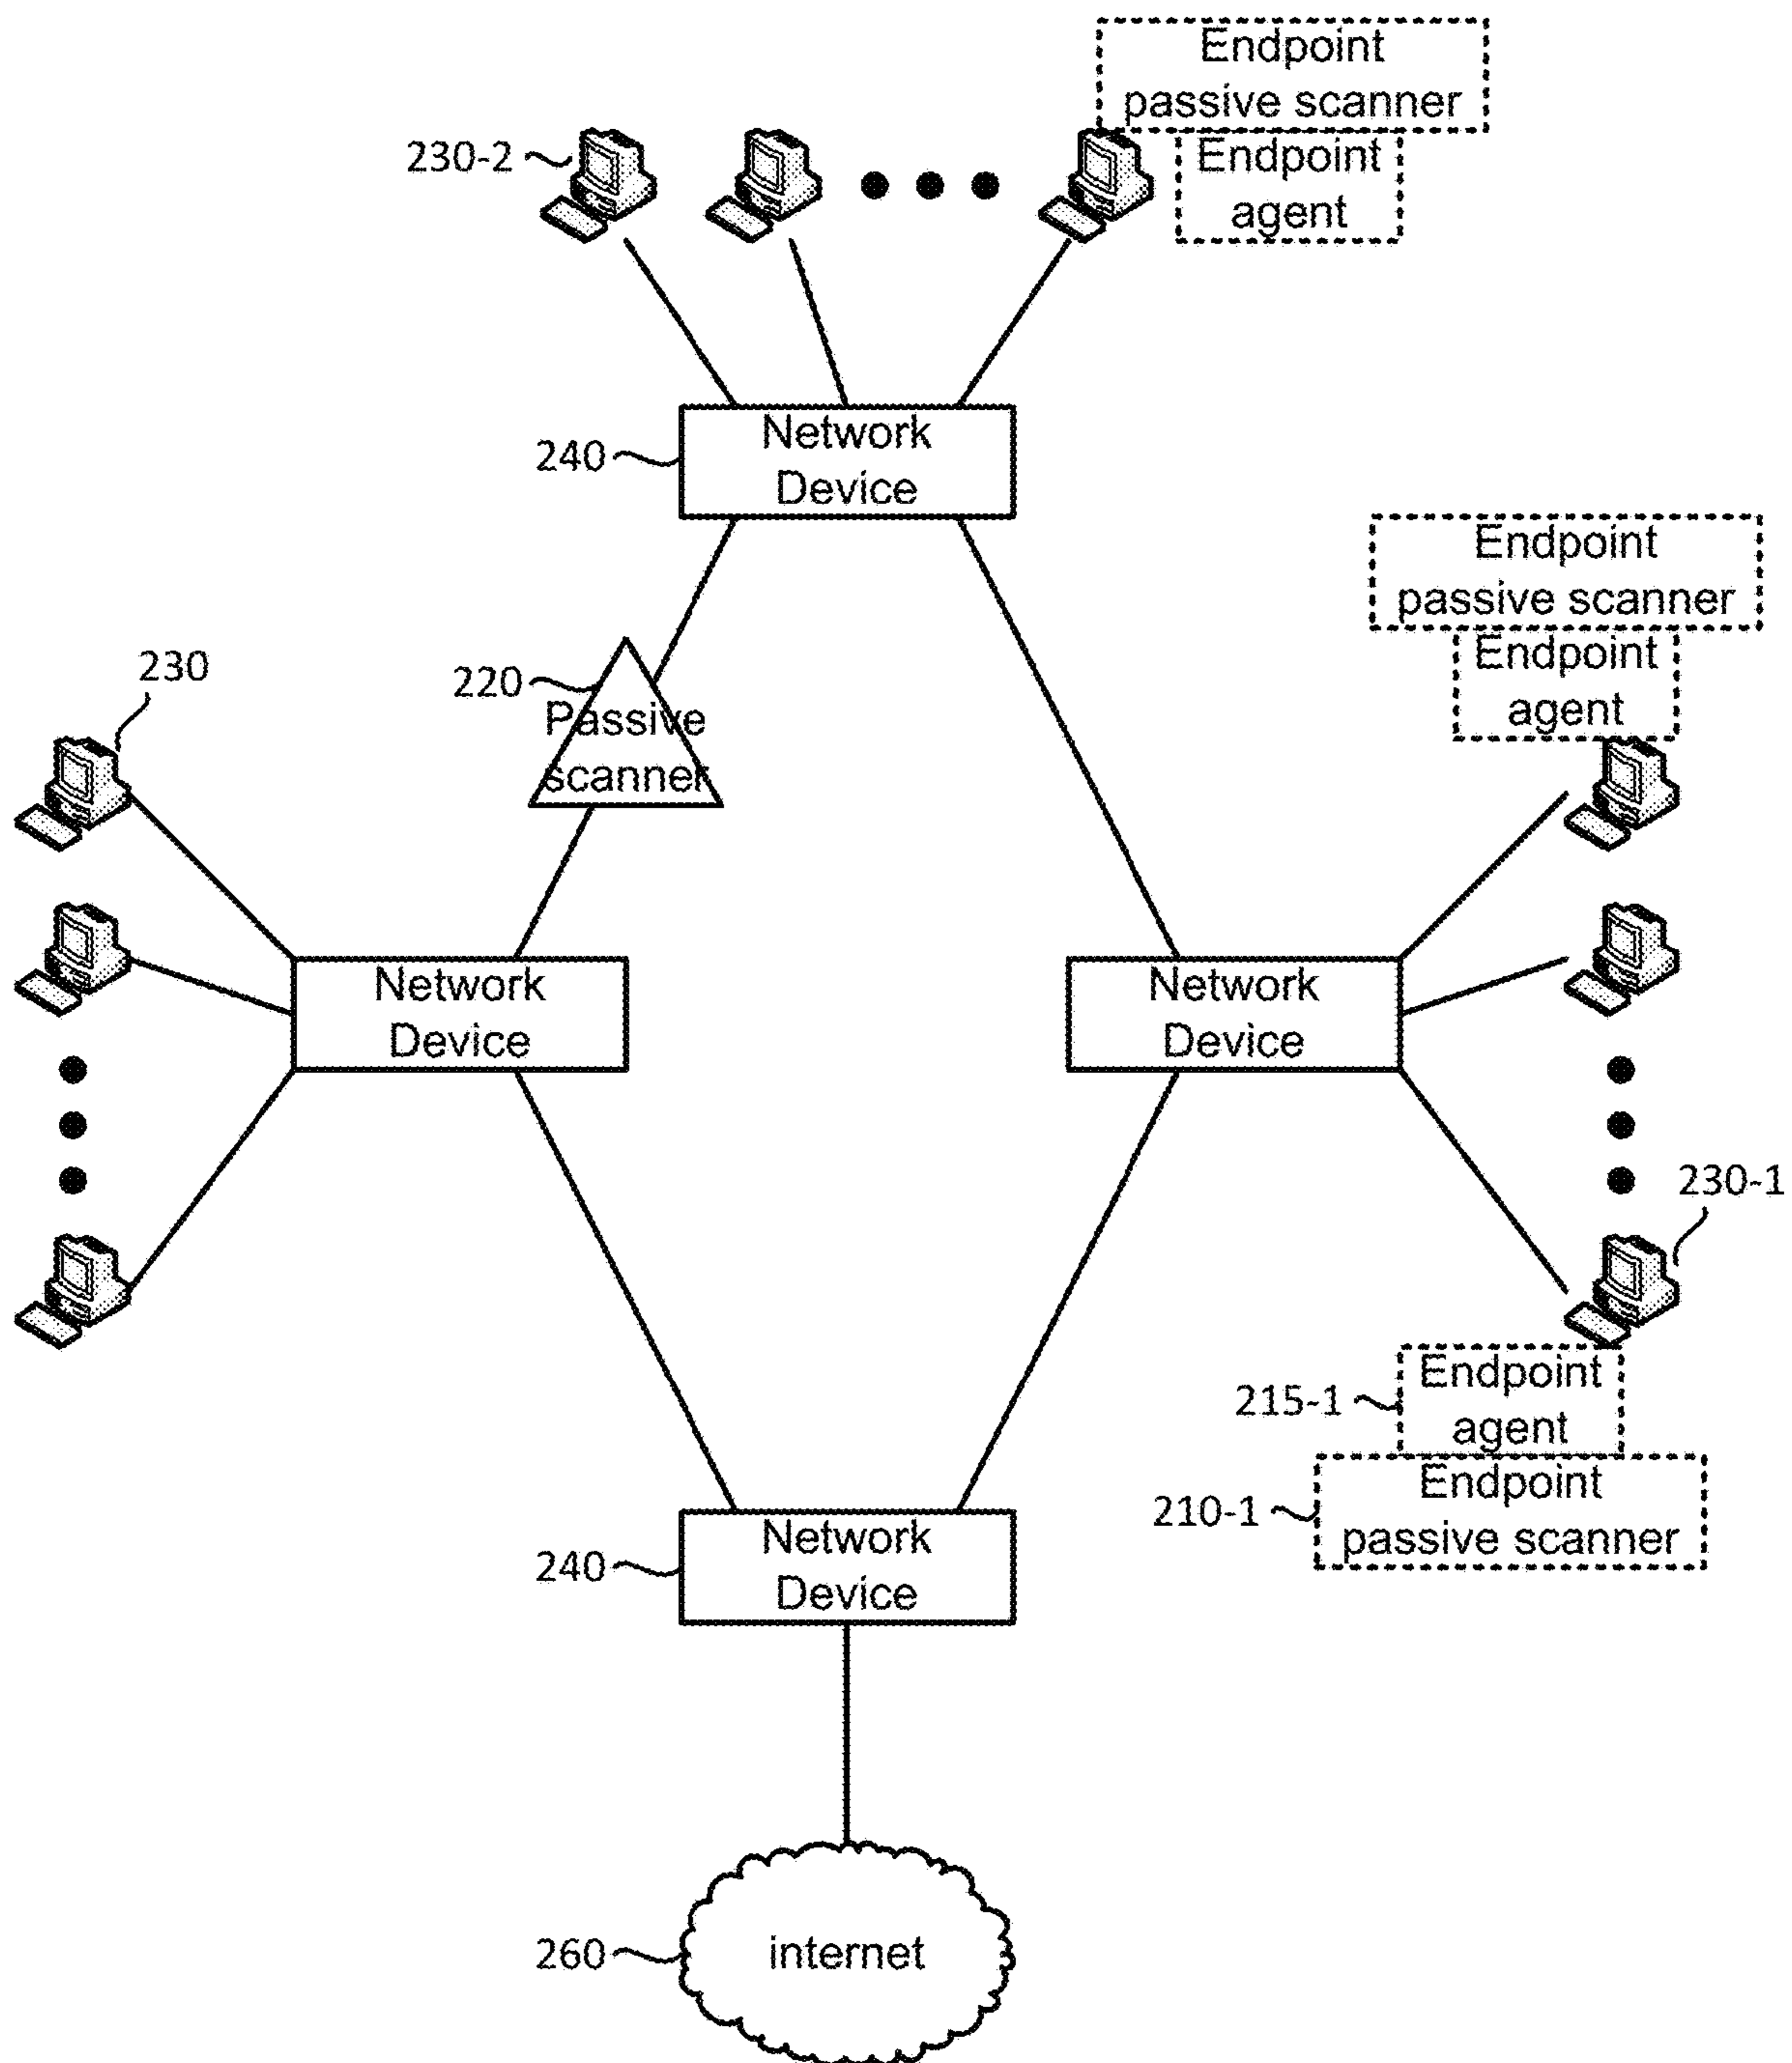 Endpoint
passive scanner
230-2
Endpoint
agent
Network
Device
240
Endpoint
passive scanner
Endpoint
agent
230
220
Passive
scanner
Network
Device
Network
Device
230-1
215-1
Endpoint
agent
210-1
Endpoint
passive scanner
240
Network
Device
260
internet